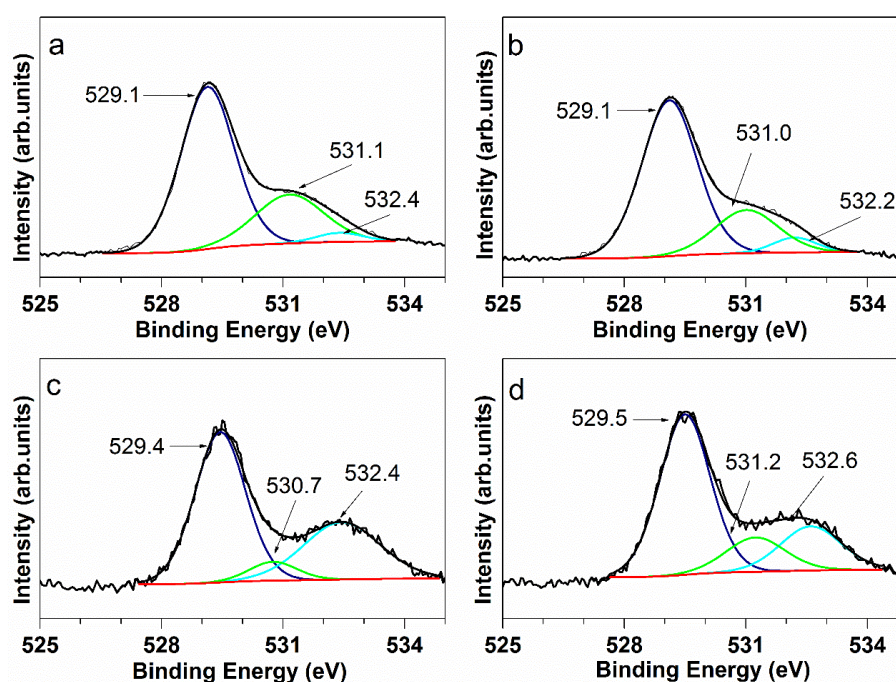 a
Intensity (arb.units)
529.1
531.1
532.4
525 528 531 534
Binding Energy (eV)
b
Intensity (arb.units)
529.1
531.0
532.2
525 528 531 534
Binding Energy (eV)
c
Intensity (arb.units)
529.4
530.7
532.4
525 528 531 534
Binding Energy (eV)
d
Intensity (arb.units)
529.5
531.2
532.6
525 528 531 534
Binding Energy (eV)